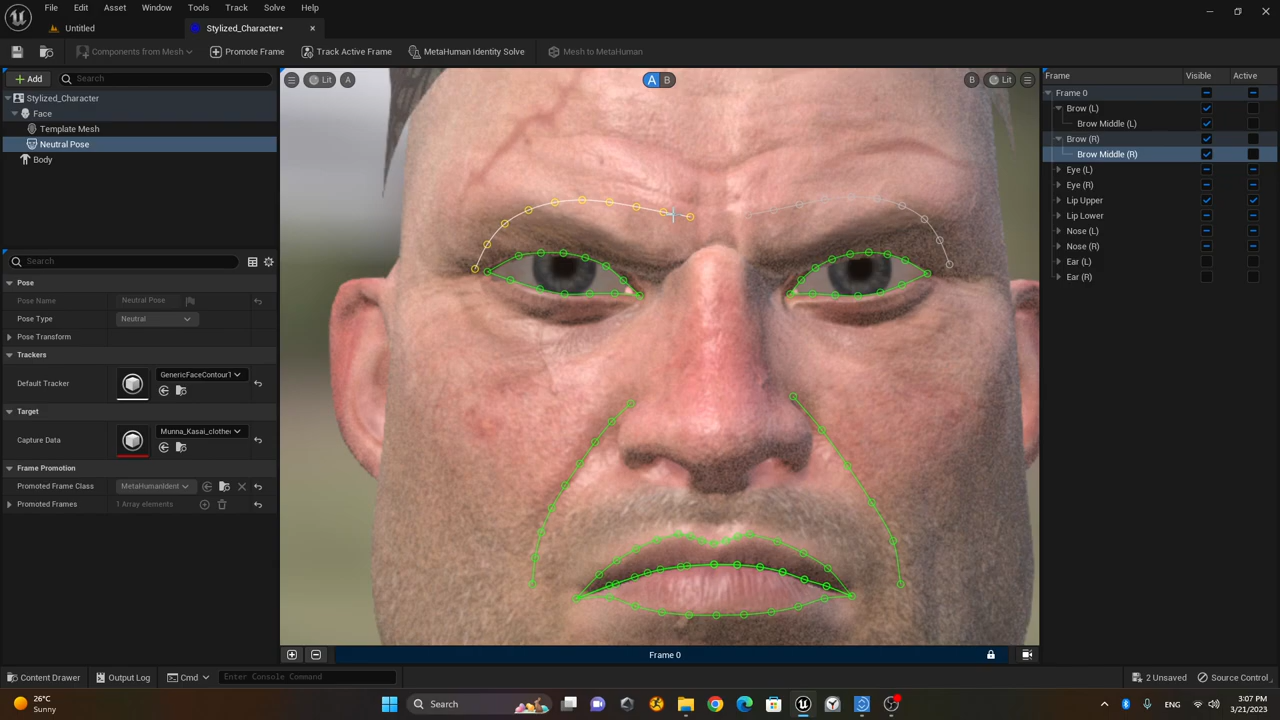 File Edit Asset Window Tools Track Solve Help
Untitled Stylized_Character•
Components from Mesh Promote Frame Track Active Frame MetaHuman Identity Solve Mesh to MetaHuman
Add Search
Stylized_Character
Face
Template Mesh
Neutral Pose
Body
Lit A A B B Lit
Frame Visible Active
Frame 0
Brow (L)
Brow Middle (L)
Brow (R)
Brow Middle (R)
Eye (L)
Eye (R)
Lip Upper
Lip Lower
Nose (L)
Nose (R)
Ear (L)
Ear (R)
Search
Pose
Pose Name Neutral Pose
Pose Type Neutral
Pose Transform
Trackers
Default Tracker GenericFaceContourT
Target
Capture Data Munna_Kasai_clothe
Frame Promotion
Promoted Frame Class MetaHumanIdent
Promoted Frames 1 Array elements
Frame 0
Content Drawer Output Log Cmd Enter Console Command 2 Unsaved Source Control
26°C
Sunny
Search
3:07 PM
3/21/2023